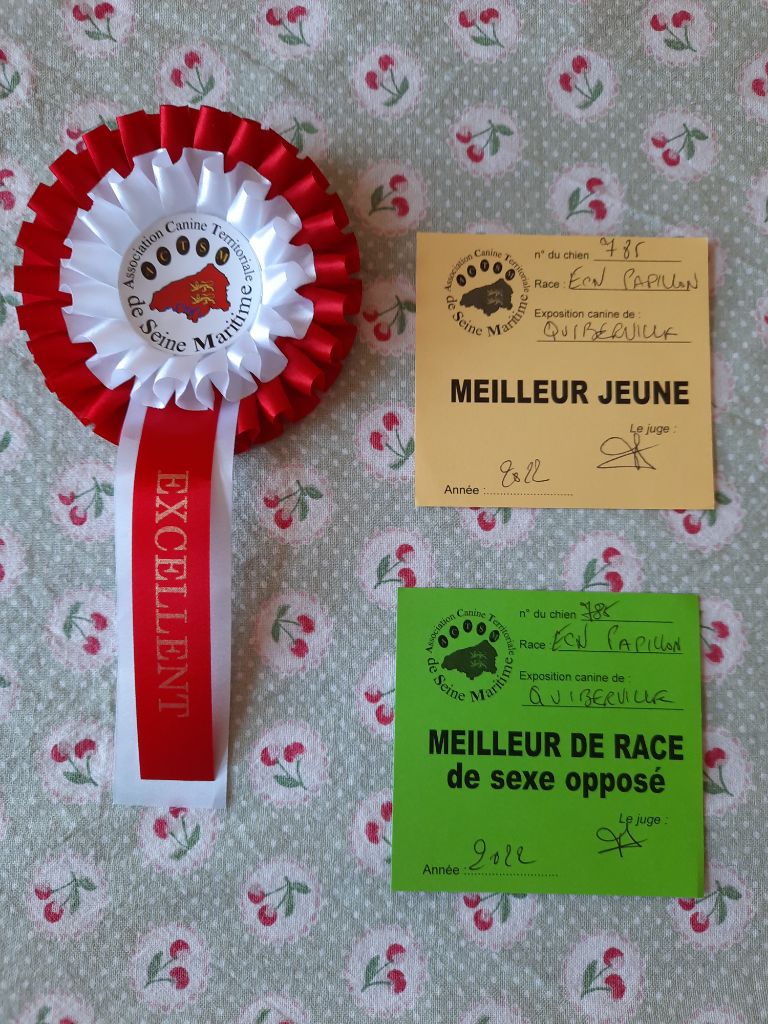 Association Canine Territoriale
ACTSM
de Seine Maritime
EXCELLENT
Association Canine Territoriale
ACTSM
de Seine Maritime
n° du chien 785
Race : ECN PAPILLON
Exposition canine de :
QUIBERVILLE
MEILLEUR JEUNE
Le juge :
Année :.......................... 2022
Association Canine Territoriale
ACTSM
de Seine Maritime
n° du chien 785
Race : ECN PAPILLON
Exposition canine de :
QUIBERVILLE
MEILLEUR DE RACE
de sexe opposé
Le juge :
Année :............................ 2022